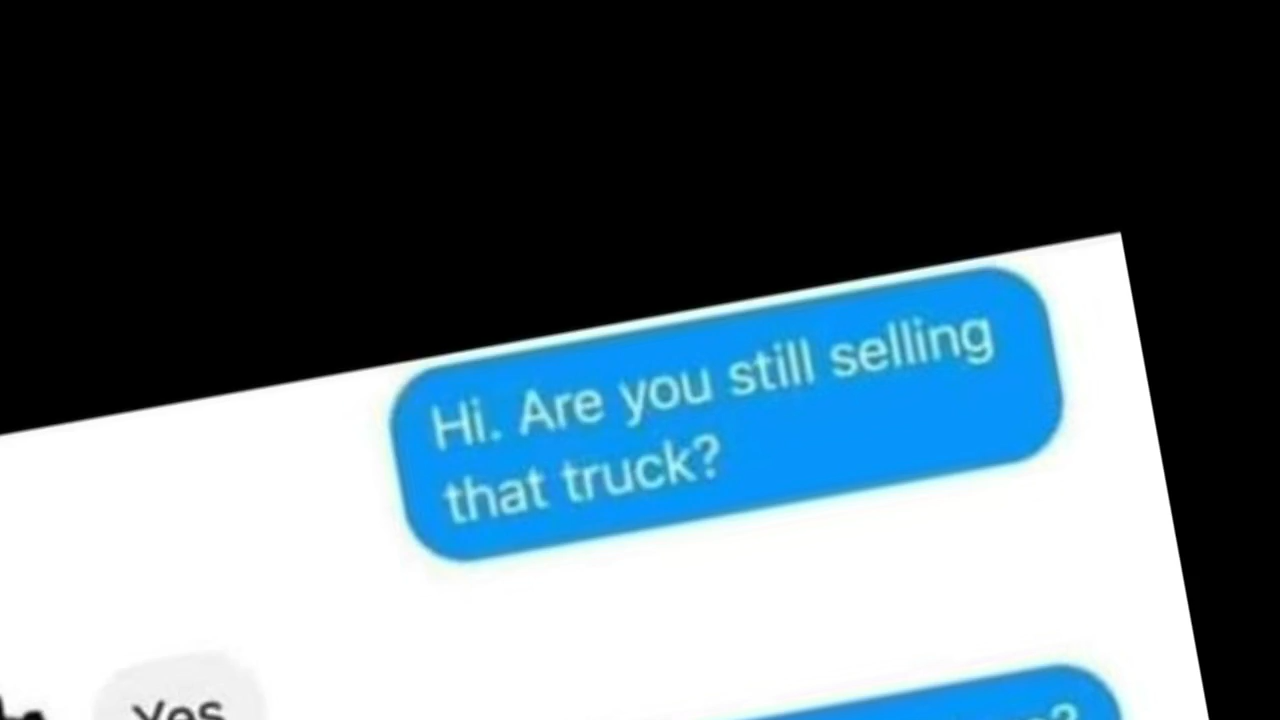 Hi. Are you still selling
that truck?
Yes